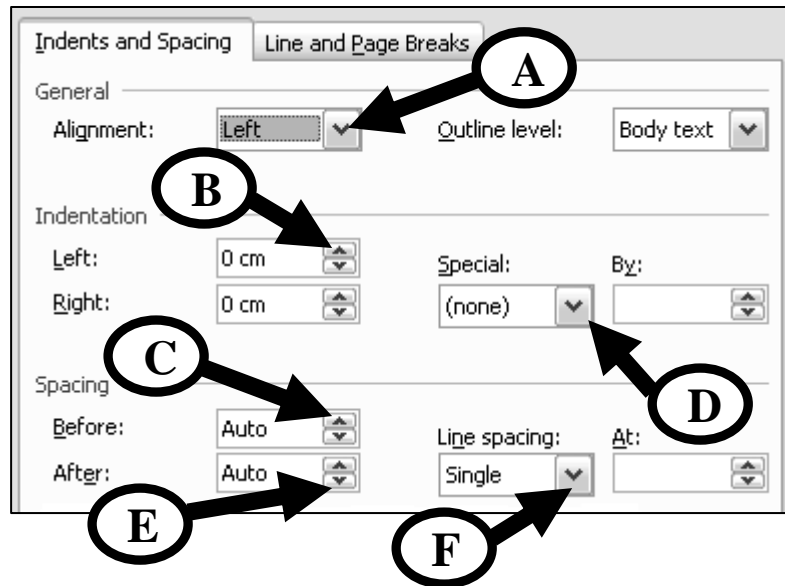 Indents and Spacing Line and Page Breaks
A
General
Alignment: Left Outline level: Body text
B
Indentation
Left: 0 cm Special: By:
Right: 0 cm (none)
C
D
Spacing
Before: Auto Line spacing: At:
After: Auto Single
E
F